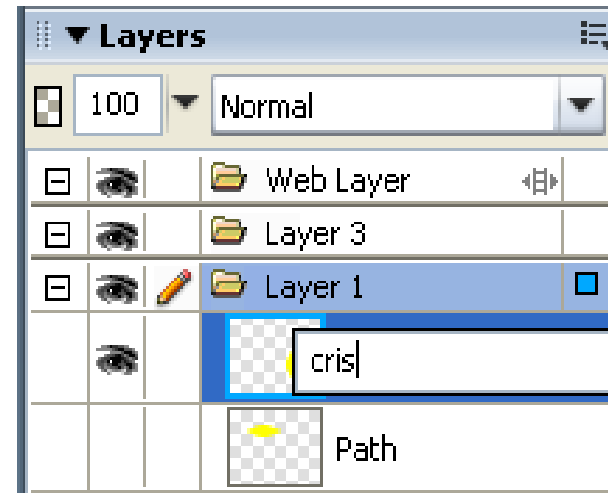 Layers
100 Normal
Web Layer
Layer 3
Layer 1
cris
Path